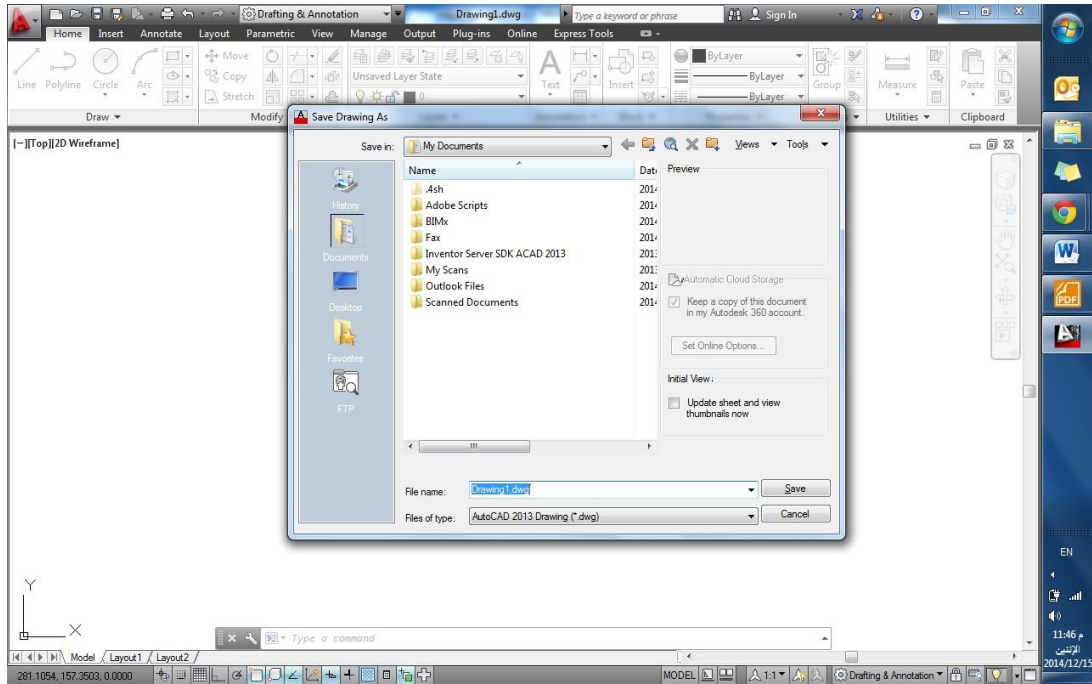 Drafting & Annotation
Drawing1.dwg
Type a keyword or phrase
Sign In
Home Insert Annotate Layout Parametric View Manage Output Plug-ins Online Express Tools
Line Polyline Circle Arc
Move
Copy
Stretch
Unsaved Layer State
0
Text
Insert
ByLayer
ByLayer
ByLayer
Group
Measure
Paste
Draw
Modify
Utilities
Clipboard
[−][Top][2D Wireframe]
Save Drawing As
Save in: My Documents
Views Tools
History
Documents
Desktop
Favorites
FTP
Name
.4sh
Adobe Scripts
BIMx
Fax
Inventor Server SDK ACAD 2013
My Scans
Outlook Files
Scanned Documents
Preview
Automatic Cloud Storage
Keep a copy of this document
in my Autodesk 360 account.
Set Online Options...
Initial View:
Update sheet and view
thumbnails now
File name: Drawing1.dwg
Save
Files of type: AutoCAD 2013 Drawing (*.dwg)
Cancel
Y
X
Type a command
Model Layout1 Layout2
281.1054, 157.3503, 0.0000
MODEL
1:1
Drafting & Annotation
PDF
EN
11:46 م
الإثنين
2014/12/15